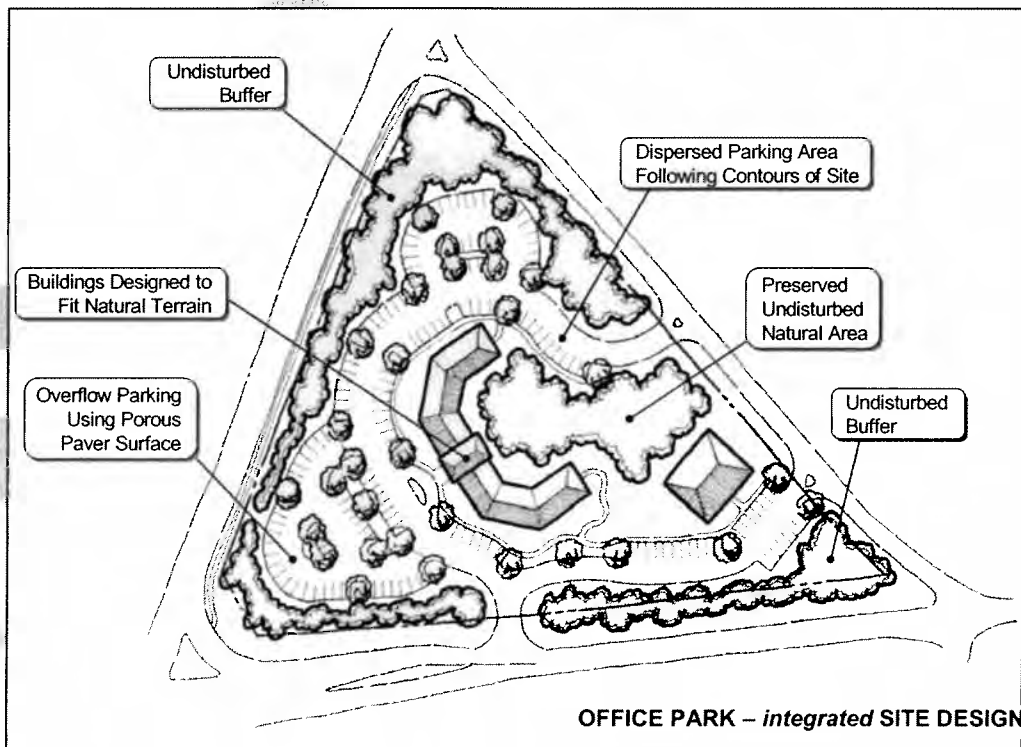 Undisturbed
Buffer
Dispersed Parking Area
Following Contours of Site
Buildings Designed to
Fit Natural Terrain
Preserved
Undisturbed
Natural Area
Overflow Parking
Using Porous
Paver Surface
Undisturbed
Buffer
OFFICE PARK – integrated SITE DESIGN